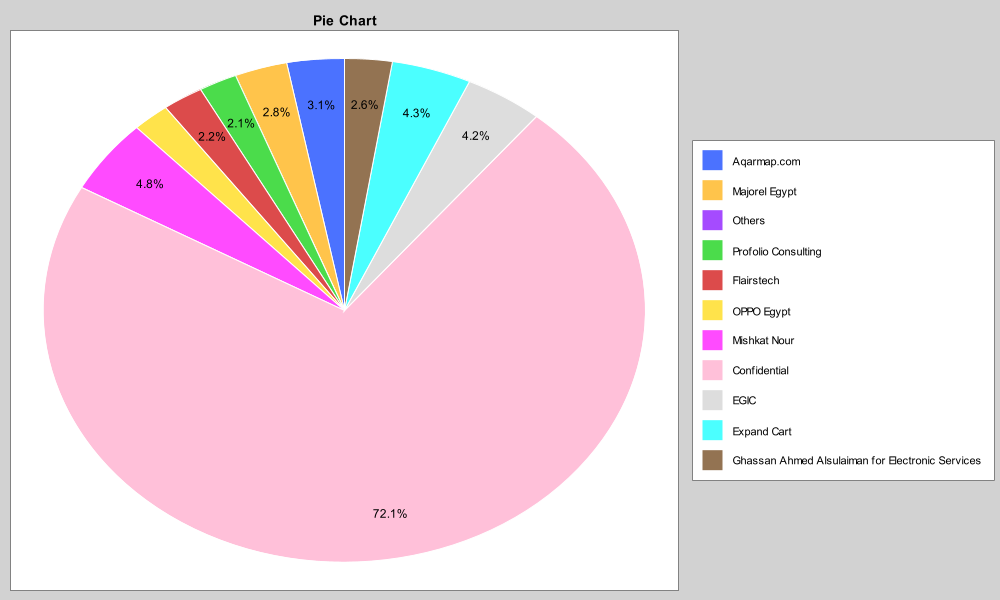 Pie Chart
3.1%
2.6%
4.3%
2.8%
2.1%
2.2%
4.2%
4.8%
72.1%
Aqarmap.com
Majorel Egypt
Others
Profolio Consulting
Flairstech
OPPO Egypt
Mishkat Nour
Confidential
EGIC
Expand Cart
Ghassan Ahmed Alsulaiman for Electronic Services